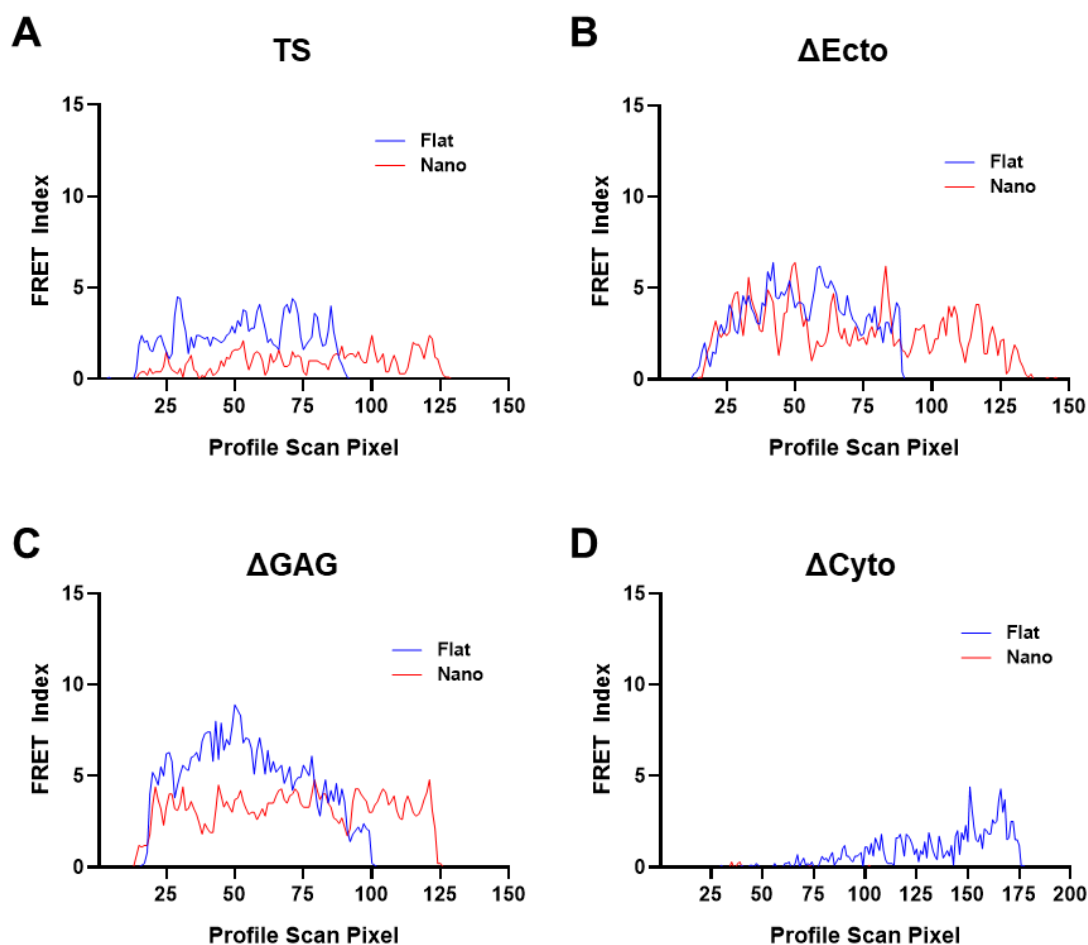 A
TS
15
10
5
0
FRET Index
Flat
Nano
25 50 75 100 125 150
Profile Scan Pixel
B
ΔEcto
15
10
5
0
FRET Index
Flat
Nano
25 50 75 100 125 150
Profile Scan Pixel
C
ΔGAG
15
10
5
0
FRET Index
Flat
Nano
25 50 75 100 125 150
Profile Scan Pixel
D
ΔCyto
15
10
5
0
FRET Index
Flat
Nano
25 50 75 100 125 150 175 200
Profile Scan Pixel